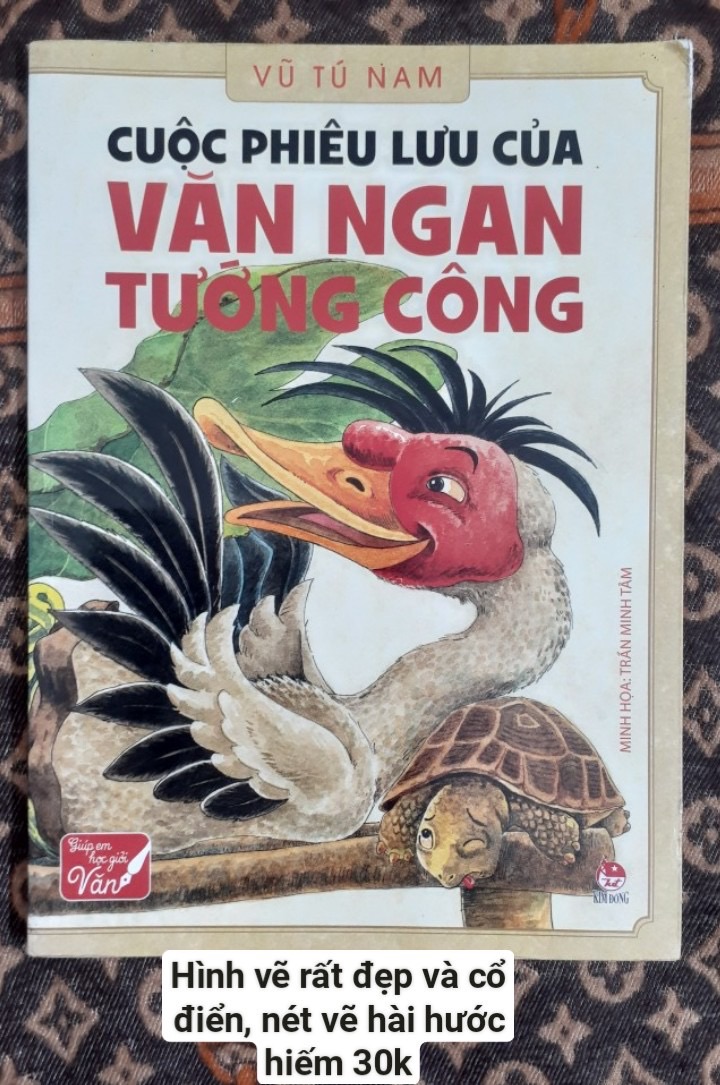 VŨ TÚ NAM
CUỘC PHIÊU LƯU CỦA
VĂN NGAN
TƯỚNG CÔNG
MINH HỌA: TRẦN MINH TÂM
Giúp em
học giỏi
Văn
KIM ĐỒNG
Hình vẽ rất đẹp và cổ
điển, nét vẽ hài hước
hiếm 30k